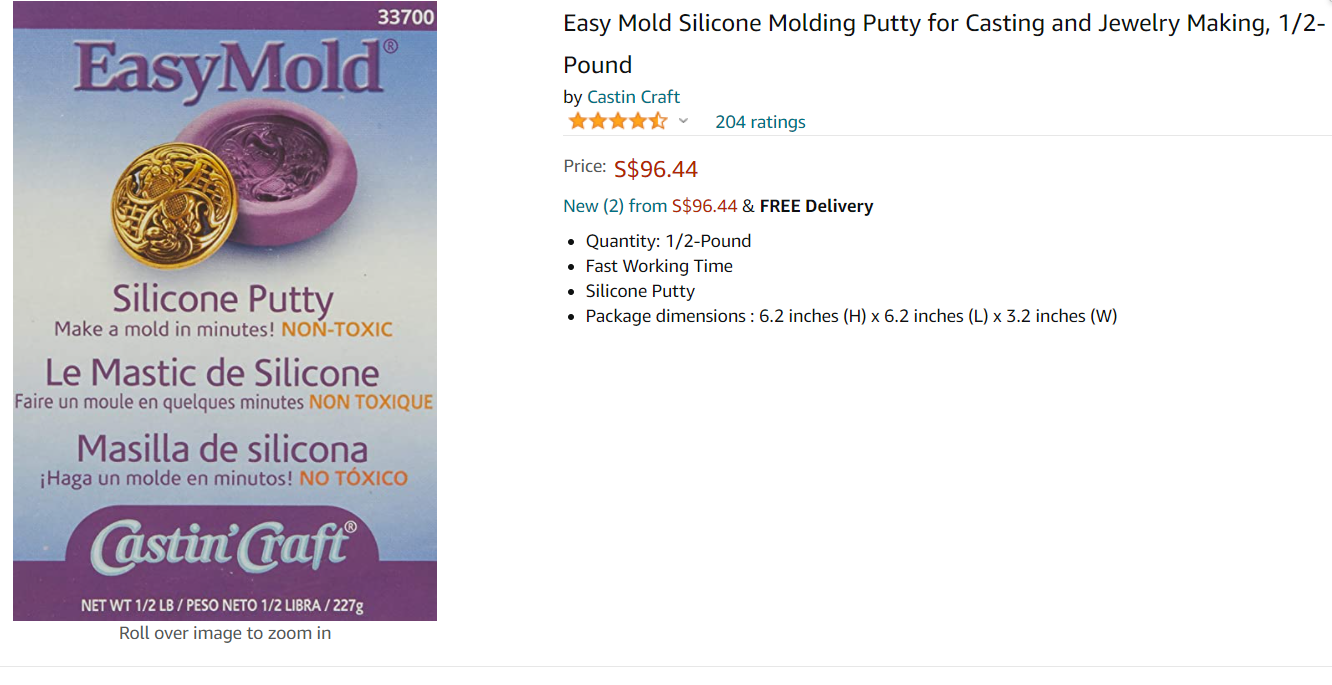 33700
EasyMold®
Silicone Putty
Make a mold in minutes! NON-TOXIC
Le Mastic de Silicone
Faire un moule en quelques minutes NON TOXIQUE
Masilla de silicona
¡Haga un molde en minutos! NO TÓXICO
Castin'Craft®
NET WT 1/2 LB / PESO NETO 1/2 LIBRA / 227g
Roll over image to zoom in
Easy Mold Silicone Molding Putty for Casting and Jewelry Making, 1/2-
Pound
by Castin Craft
204 ratings
Price: S$96.44
New (2) from S$96.44 & FREE Delivery
• Quantity: 1/2-Pound
• Fast Working Time
• Silicone Putty
• Package dimensions : 6.2 inches (H) x 6.2 inches (L) x 3.2 inches (W)